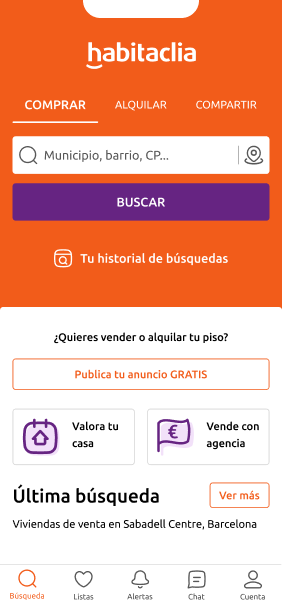 habitaclia
COMPRAR ALQUILAR COMPARTIR
Municipio, barrio, CP...
BUSCAR
Tu historial de búsquedas
¿Quieres vender o alquilar tu piso?
Publica tu anuncio GRATIS
Valora tu
casa
Vende con
agencia
Última búsqueda
Ver más
Viviendas de venta en Sabadell Centre, Barcelona
Búsqueda Listas Alertas Chat Cuenta